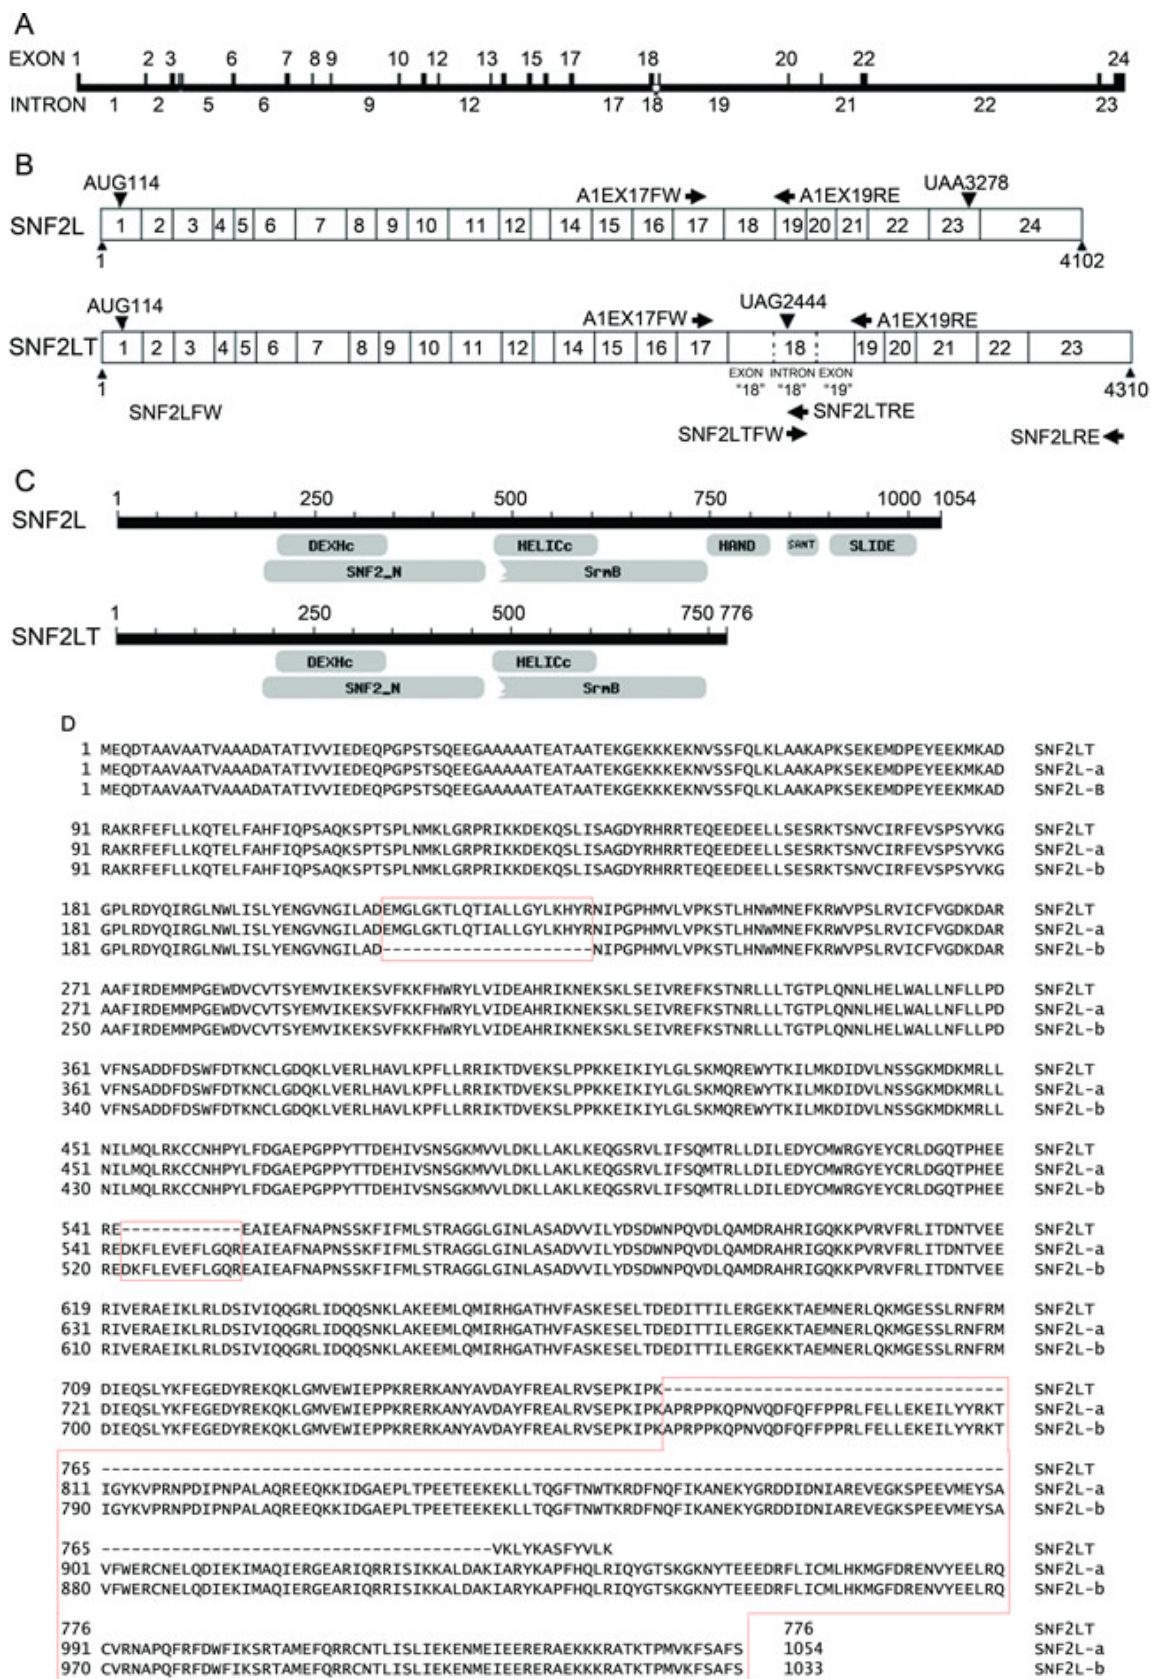 A
EXON 1 2 3 6 7 8 9 10 12 13 15 17 18 20 22 24
INTRON 1 2 5 6 9 12 17 18 19 21 22 23
B
AUG114 A1EX17FW A1EX19RE UAA3278
SNF2L 1 2 3 4 5 6 7 8 9 10 11 12 14 15 16 17 18 19 20 21 22 23 24
1 4102
AUG114 A1EX17FW UAG2444 A1EX19RE
SNF2LT 1 2 3 4 5 6 7 8 9 10 11 12 14 15 16 17 18 19 20 21 22 23
EXON INTRON EXON
1 "18" "18" "19" 4310
SNF2LFW SNF2LTRE
SNF2LTFW SNF2LRE
C
1 250 500 750 1000 1054
SNF2L
DEXHc HELICc HAND SANT SLIDE
SNF2_N SrmB
1 250 500 750 776
SNF2LT
DEXHc HELICc
SNF2_N SrmB
D
1 MEQDTAAVAATVAAADATATIVVIEDEQPGPSTSQEEGAAAAATEATAATEKGEKKKEKNVSSFQLKLAAKAPKSEKEMDPEYEEKMKAD SNF2LT
1 MEQDTAAVAATVAAADATATIVVIEDEQPGPSTSQEEGAAAAATEATAATEKGEKKKEKNVSSFQLKLAAKAPKSEKEMDPEYEEKMKAD SNF2L-a
1 MEQDTAAVAATVAAADATATIVVIEDEQPGPSTSQEEGAAAAATEATAATEKGEKKKEKNVSSFQLKLAAKAPKSEKEMDPEYEEKMKAD SNF2L-B
91 RAKRFEFLLKQTELFAHFIQPSAQKSPTSPLNMKLGRPRIKKDEKQSLISAGDYRHRRTEQEEDEELLSESRKTSNVCIRFEVSPSYVKG SNF2LT
91 RAKRFEFLLKQTELFAHFIQPSAQKSPTSPLNMKLGRPRIKKDEKQSLISAGDYRHRRTEQEEDEELLSESRKTSNVCIRFEVSPSYVKG SNF2L-a
91 RAKRFEFLLKQTELFAHFIQPSAQKSPTSPLNMKLGRPRIKKDEKQSLISAGDYRHRRTEQEEDEELLSESRKTSNVCIRFEVSPSYVKG SNF2L-b
181 GPLRDYQIRGLNWLISLYENGVNGILADEMGLGKTLQTIALLGYLKHYRNIPGPHMVLVPKSTLHNWMNEFKRWVPSLRVICFVGDKDAR SNF2LT
181 GPLRDYQIRGLNWLISLYENGVNGILADEMGLGKTLQTIALLGYLKHYRNIPGPHMVLVPKSTLHNWMNEFKRWVPSLRVICFVGDKDAR SNF2L-a
181 GPLRDYQIRGLNWLISLYENGVNGILAD---------------------NIPGPHMVLVPKSTLHNWMNEFKRWVPSLRVICFVGDKDAR SNF2L-b
271 AAFIRDEMMPGEWDVCVTSYEMVIKEKSVFKKFHWRYLVIDEAHRIKNEKSKLSEIVREFKSTNRLLLTGTPLQNNLHELWALLNFLLPD SNF2LT
271 AAFIRDEMMPGEWDVCVTSYEMVIKEKSVFKKFHWRYLVIDEAHRIKNEKSKLSEIVREFKSTNRLLLTGTPLQNNLHELWALLNFLLPD SNF2L-a
250 AAFIRDEMMPGEWDVCVTSYEMVIKEKSVFKKFHWRYLVIDEAHRIKNEKSKLSEIVREFKSTNRLLLTGTPLQNNLHELWALLNFLLPD SNF2L-b
361 VFNSADDFDSWFDTKNCLGDQKLVERLHAVLKPFLLRRIKTDVEKSLPPKKEIKIYLGLSKMQREWYTKILMKDIDVLNSSGKMDKMRLL SNF2LT
361 VFNSADDFDSWFDTKNCLGDQKLVERLHAVLKPFLLRRIKTDVEKSLPPKKEIKIYLGLSKMQREWYTKILMKDIDVLNSSGKMDKMRLL SNF2L-a
340 VFNSADDFDSWFDTKNCLGDQKLVERLHAVLKPFLLRRIKTDVEKSLPPKKEIKIYLGLSKMQREWYTKILMKDIDVLNSSGKMDKMRLL SNF2L-b
451 NILMQLRKCCNHPYLFDGAEPGPPYTTDEHIVSNSGKMVVLDKLLAKLKEQGSRVLIFSQMTRLLDILEDYCMWRGYEYCRLDGQTPHEE SNF2LT
451 NILMQLRKCCNHPYLFDGAEPGPPYTTDEHIVSNSGKMVVLDKLLAKLKEQGSRVLIFSQMTRLLDILEDYCMWRGYEYCRLDGQTPHEE SNF2L-a
430 NILMQLRKCCNHPYLFDGAEPGPPYTTDEHIVSNSGKMVVLDKLLAKLKEQGSRVLIFSQMTRLLDILEDYCMWRGYEYCRLDGQTPHEE SNF2L-b
541 RE------------EAIEAFNAPNSSKFIFMLSTRAGGLGINLASADVVILYDSDWNPQVDLQAMDRAHRIGQKKPVRVFRLITDNTVEE SNF2LT
541 REDKFLEVEFLGQREAIEAFNAPNSSKFIFMLSTRAGGLGINLASADVVILYDSDWNPQVDLQAMDRAHRIGQKKPVRVFRLITDNTVEE SNF2L-a
520 REDKFLEVEFLGQREAIEAFNAPNSSKFIFMLSTRAGGLGINLASADVVILYDSDWNPQVDLQAMDRAHRIGQKKPVRVFRLITDNTVEE SNF2L-b
619 RIVERAEIKLRLDSIVIQQGRLIDQQSNKLAKEEMLQMIRHGATHVFASKESELTDEDITTILERGEKKTAEMNERLQKMGESSLRNFRM SNF2LT
631 RIVERAEIKLRLDSIVIQQGRLIDQQSNKLAKEEMLQMIRHGATHVFASKESELTDEDITTILERGEKKTAEMNERLQKMGESSLRNFRM SNF2L-a
610 RIVERAEIKLRLDSIVIQQGRLIDQQSNKLAKEEMLQMIRHGATHVFASKESELTDEDITTILERGEKKTAEMNERLQKMGESSLRNFRM SNF2L-b
709 DIEQSLYKFEGEDYREKQKLGMVEWIEPPKRERKANYAVDAYFREALRVSEPKIPK---------------------------------- SNF2LT
721 DIEQSLYKFEGEDYREKQKLGMVEWIEPPKRERKANYAVDAYFREALRVSEPKIPKAPRPPKQPNVQDFQFFPPRLFELLEKEILYYRKT SNF2L-a
700 DIEQSLYKFEGEDYREKQKLGMVEWIEPPKRERKANYAVDAYFREALRVSEPKIPKAPRPPKQPNVQDFQFFPPRLFELLEKEILYYRKT SNF2L-b
765 ------------------------------------------------------------------------------------------ SNF2LT
811 IGYKVPRNPDIPNPALAQREEQKKIDGAEPLTPEETEEKEKLLTQGFTNWTKRDFNQFIKANEKYGRDDIDNIAREVEGKSPEEVMEYSA SNF2L-a
790 IGYKVPRNPDIPNPALAQREEQKKIDGAEPLTPEETEEKEKLLTQGFTNWTKRDFNQFIKANEKYGRDDIDNIAREVEGKSPEEVMEYSA SNF2L-b
765 ---------------------------------------VKLYKASFYVLK SNF2LT
901 VFWERCNELQDIEKIMAQIERGEARIQRRISIKKALDAKIARYKAPFHQLRIQYGTSKGKNYTEEEDRFLICMLHKMGFDRENVYEELRQ SNF2L-a
880 VFWERCNELQDIEKIMAQIERGEARIQRRISIKKALDAKIARYKAPFHQLRIQYGTSKGKNYTEEEDRFLICMLHKMGFDRENVYEELRQ SNF2L-b
776 776 SNF2LT
991 CVRNAPQFRFDWFIKSRTAMEFQRRCNTLISLIEKENMEIEERERAEKKKRATKTPMVKFSAFS 1054 SNF2L-a
970 CVRNAPQFRFDWFIKSRTAMEFQRRCNTLISLIEKENMEIEERERAEKKKRATKTPMVKFSAFS 1033 SNF2L-b